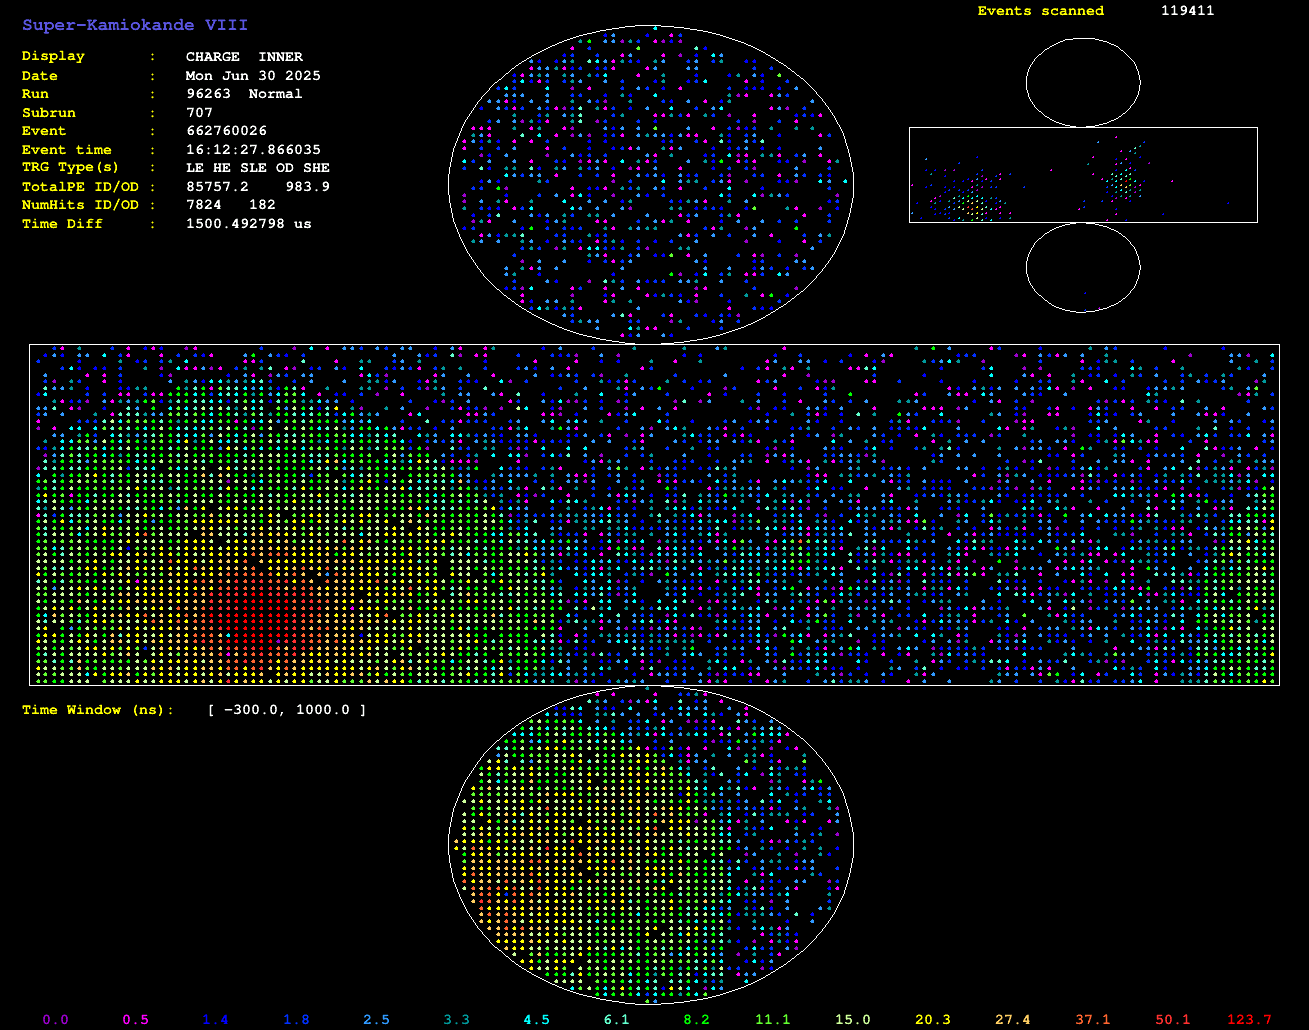 Super-Kamiokande VIII
Events scanned 119411
Display : CHARGE INNER
Date : Mon Jun 30 2025
Run : 96263 Normal
Subrun : 707
Event : 662760026
Event time : 16:12:27.866035
TRG Type(s) : LE HE SLE OD SHE
TotalPE ID/OD : 85757.2 983.9
NumHits ID/OD : 7824 182
Time Diff : 1500.492798 us
Time Window (ns): [ -300.0, 1000.0 ]
0.0 0.5 1.4 1.8 2.5 3.3 4.5 6.1 8.2 11.1 15.0 20.3 27.4 37.1 50.1 123.7